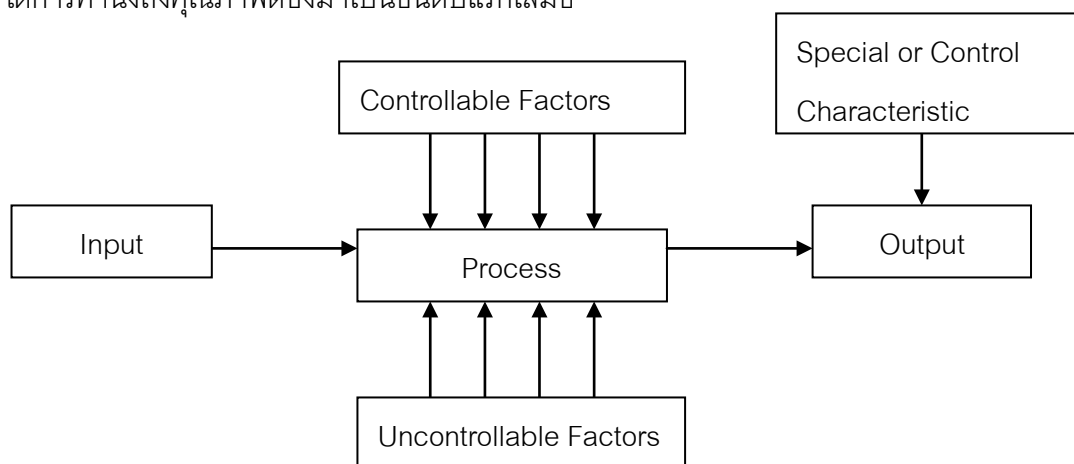 Special or Control
Characteristic
Controllable Factors
Input
Process
Output
Uncontrollable Factors